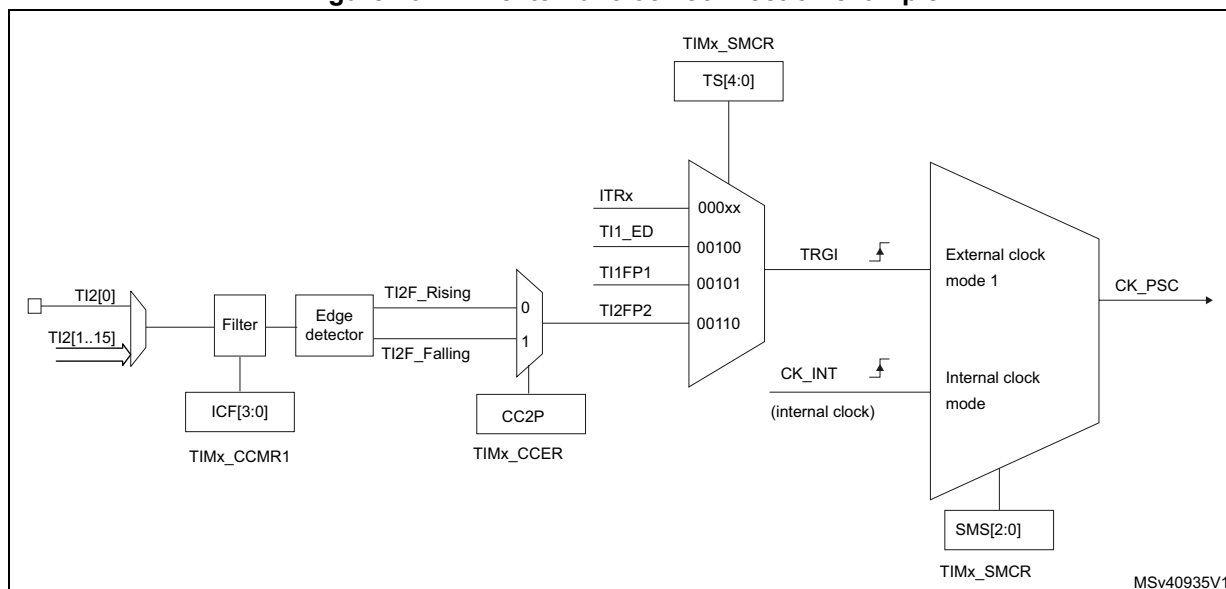 TIMx_SMCR
TS[4:0]
ITRx
000xx
TI1_ED
00100
TI1FP1
00101
TI2FP2
00110
TRGI
External clock
mode 1
CK_PSC
TI2[0]
TI2[1..15]
Filter
Edge
detector
TI2F_Rising
TI2F_Falling
0
1
CK_INT
(internal clock)
Internal clock
mode
ICF[3:0]
TIMx_CCMR1
CC2P
TIMx_CCER
SMS[2:0]
TIMx_SMCR
MSv40935V1